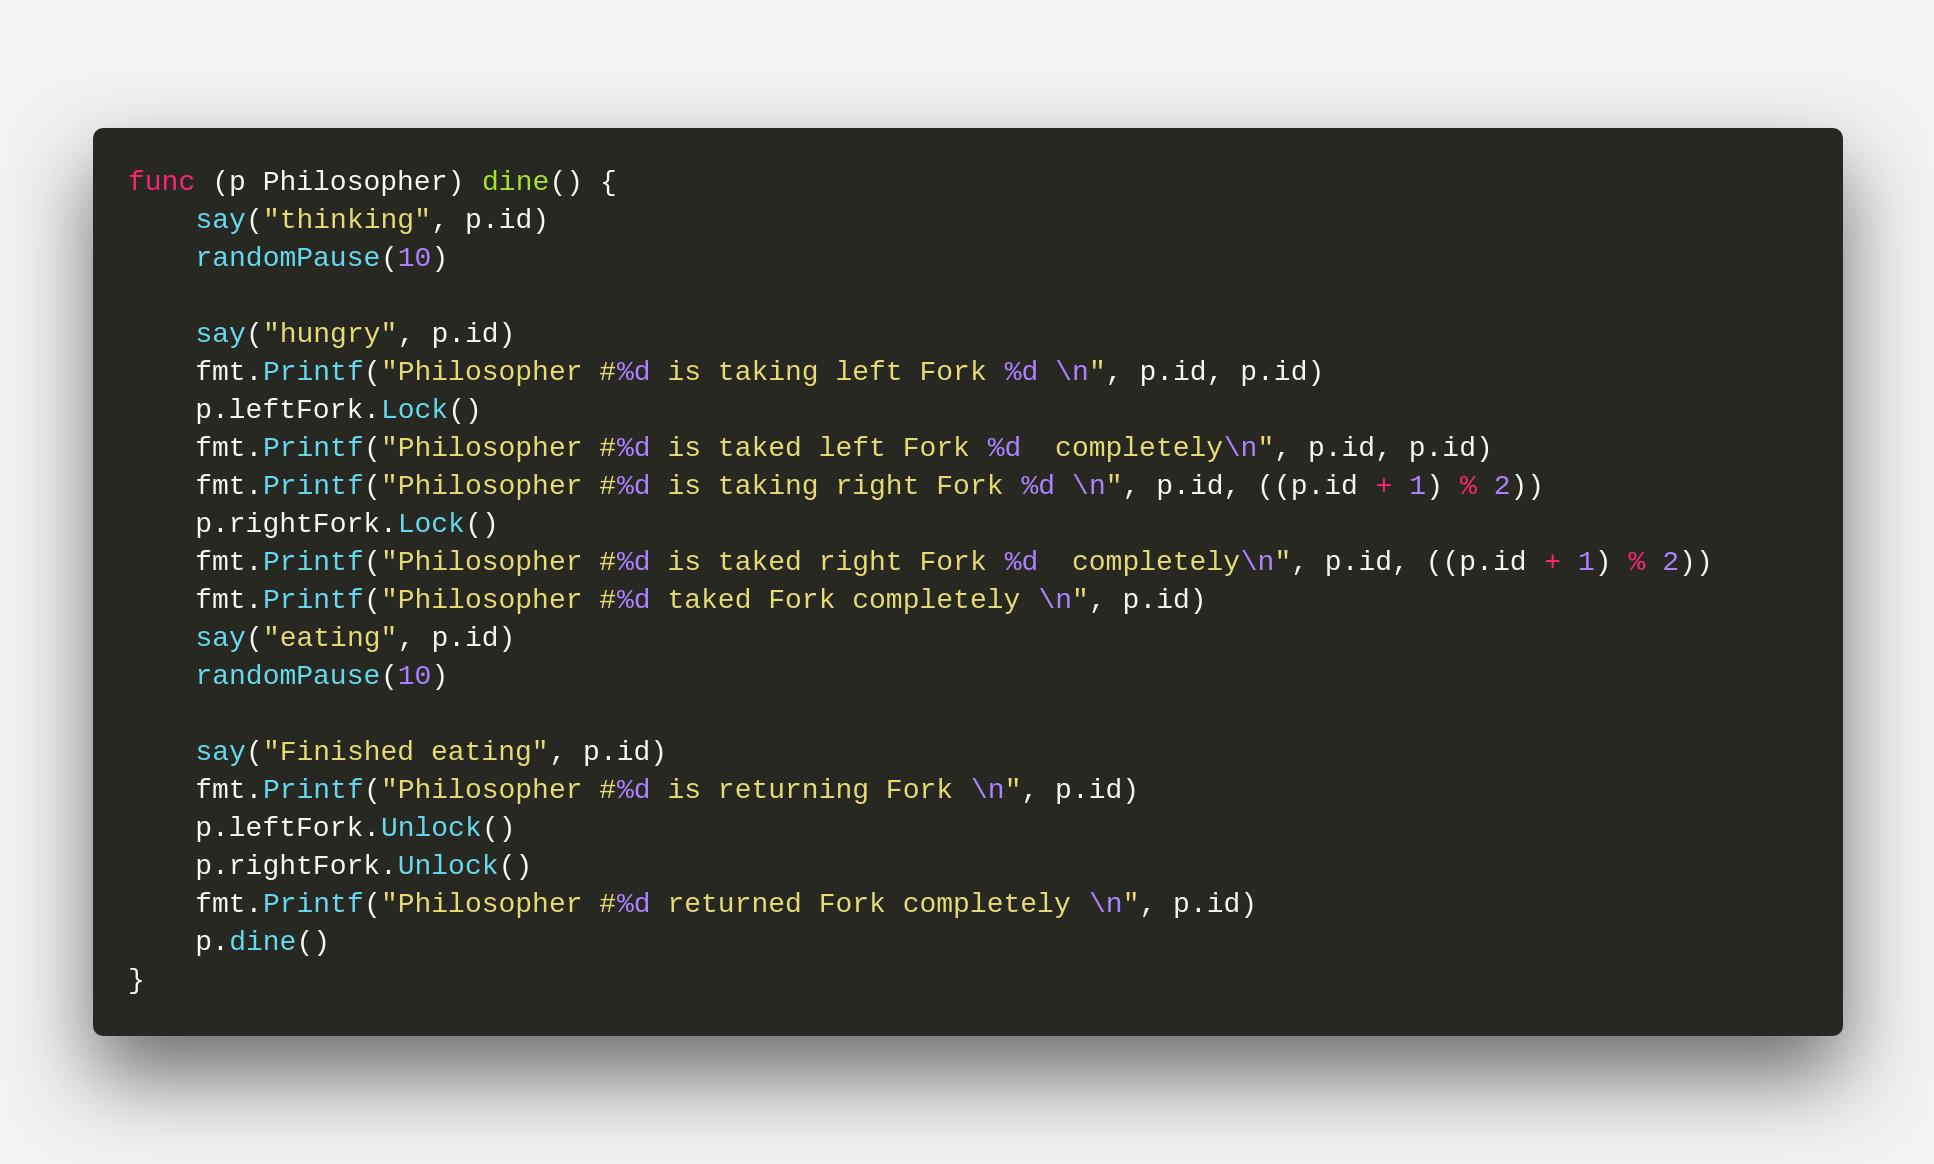 func (p Philosopher) dine() {
    say("thinking", p.id)
    randomPause(10)

    say("hungry", p.id)
    fmt.Printf("Philosopher #%d is taking left Fork %d \n", p.id, p.id)
    p.leftFork.Lock()
    fmt.Printf("Philosopher #%d is taked left Fork %d  completely\n", p.id, p.id)
    fmt.Printf("Philosopher #%d is taking right Fork %d \n", p.id, ((p.id + 1) % 2))
    p.rightFork.Lock()
    fmt.Printf("Philosopher #%d is taked right Fork %d  completely\n", p.id, ((p.id + 1) % 2))
    fmt.Printf("Philosopher #%d taked Fork completely \n", p.id)
    say("eating", p.id)
    randomPause(10)

    say("Finished eating", p.id)
    fmt.Printf("Philosopher #%d is returning Fork \n", p.id)
    p.leftFork.Unlock()
    p.rightFork.Unlock()
    fmt.Printf("Philosopher #%d returned Fork completely \n", p.id)
    p.dine()
}